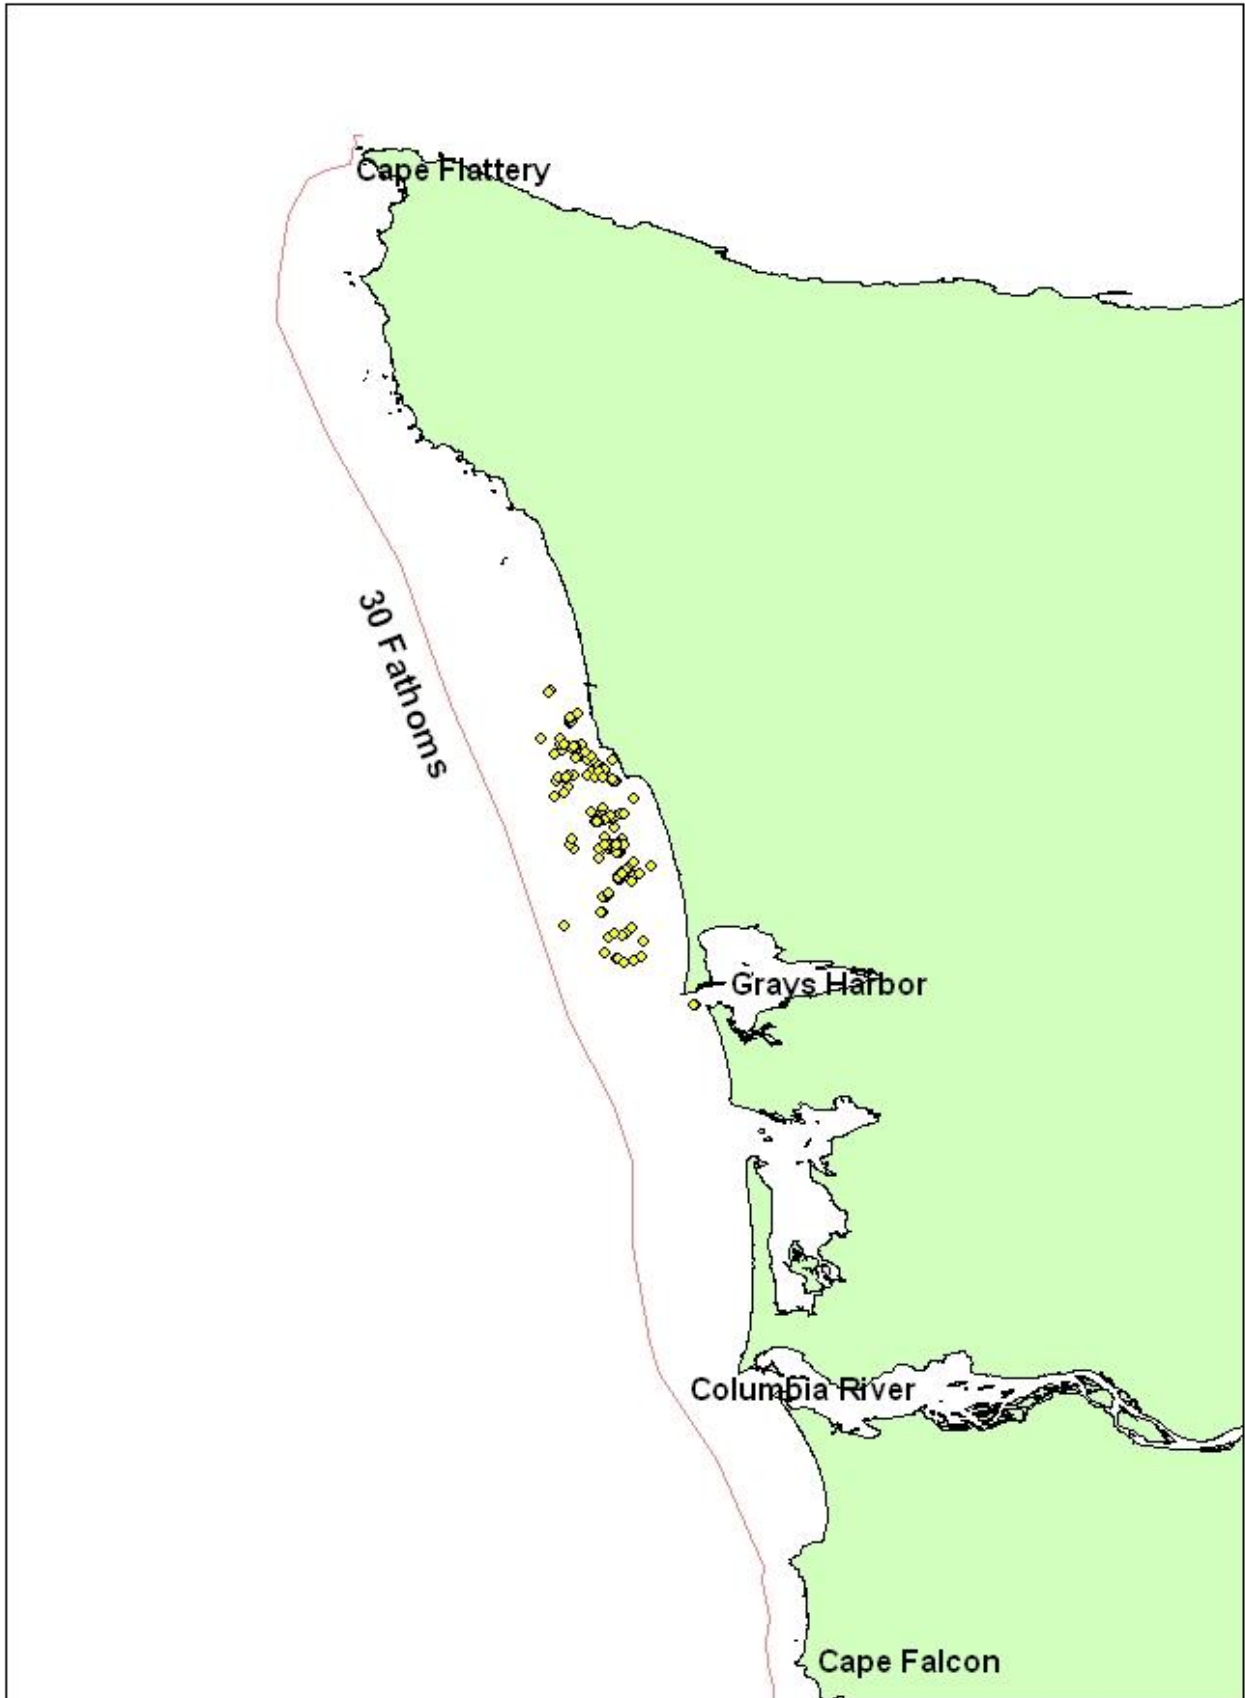 Cape Flattery
30 Fathoms
Grays Harbor
Columbia River
Cape Falcon